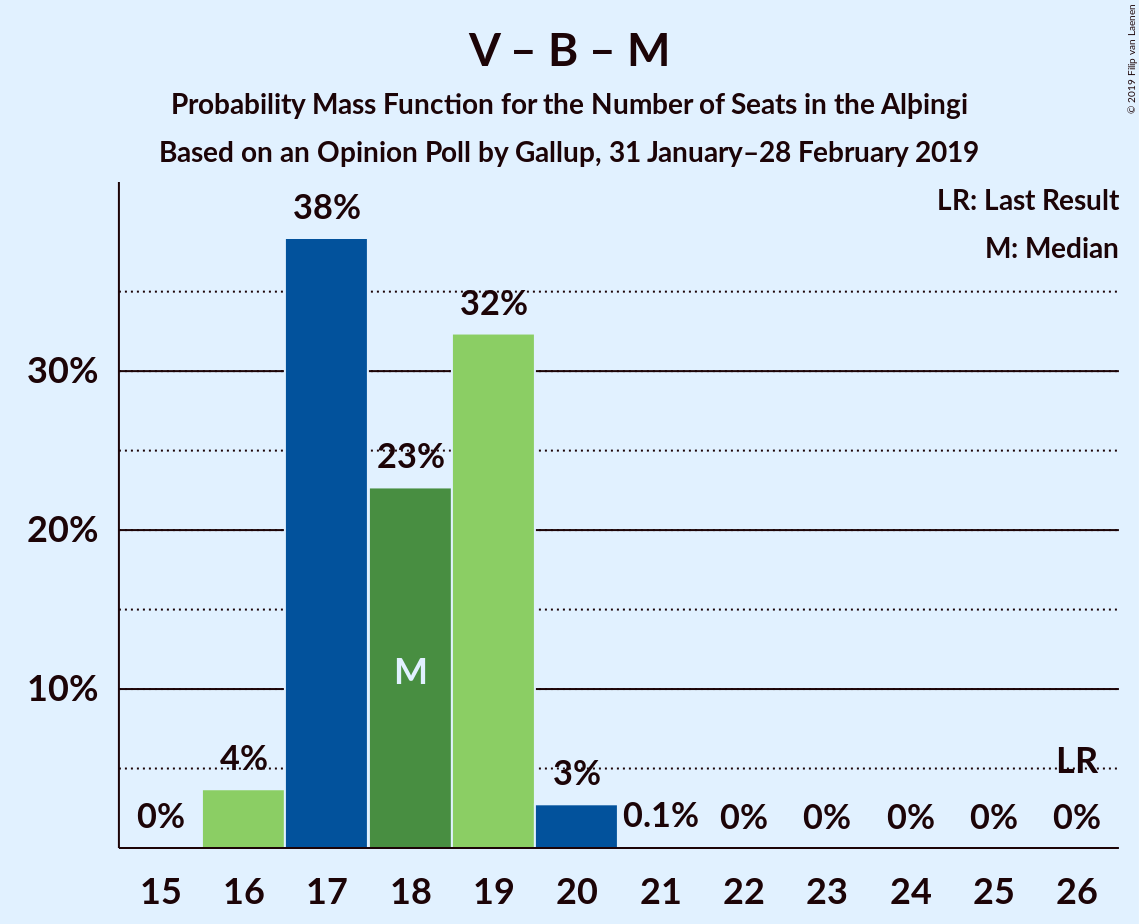 V – B – M
Probability Mass Function for the Number of Seats in the Alþingi
Based on an Opinion Poll by Gallup, 31 January–28 February 2019
© 2019 Filip van Laenen
LR: Last Result
M: Median
38%
32%
30%
23%
20%
M
10%
4%
3%
LR
0%
0.1%
0%
0%
0%
0%
0%
15 16 17 18 19 20 21 22 23 24 25 26